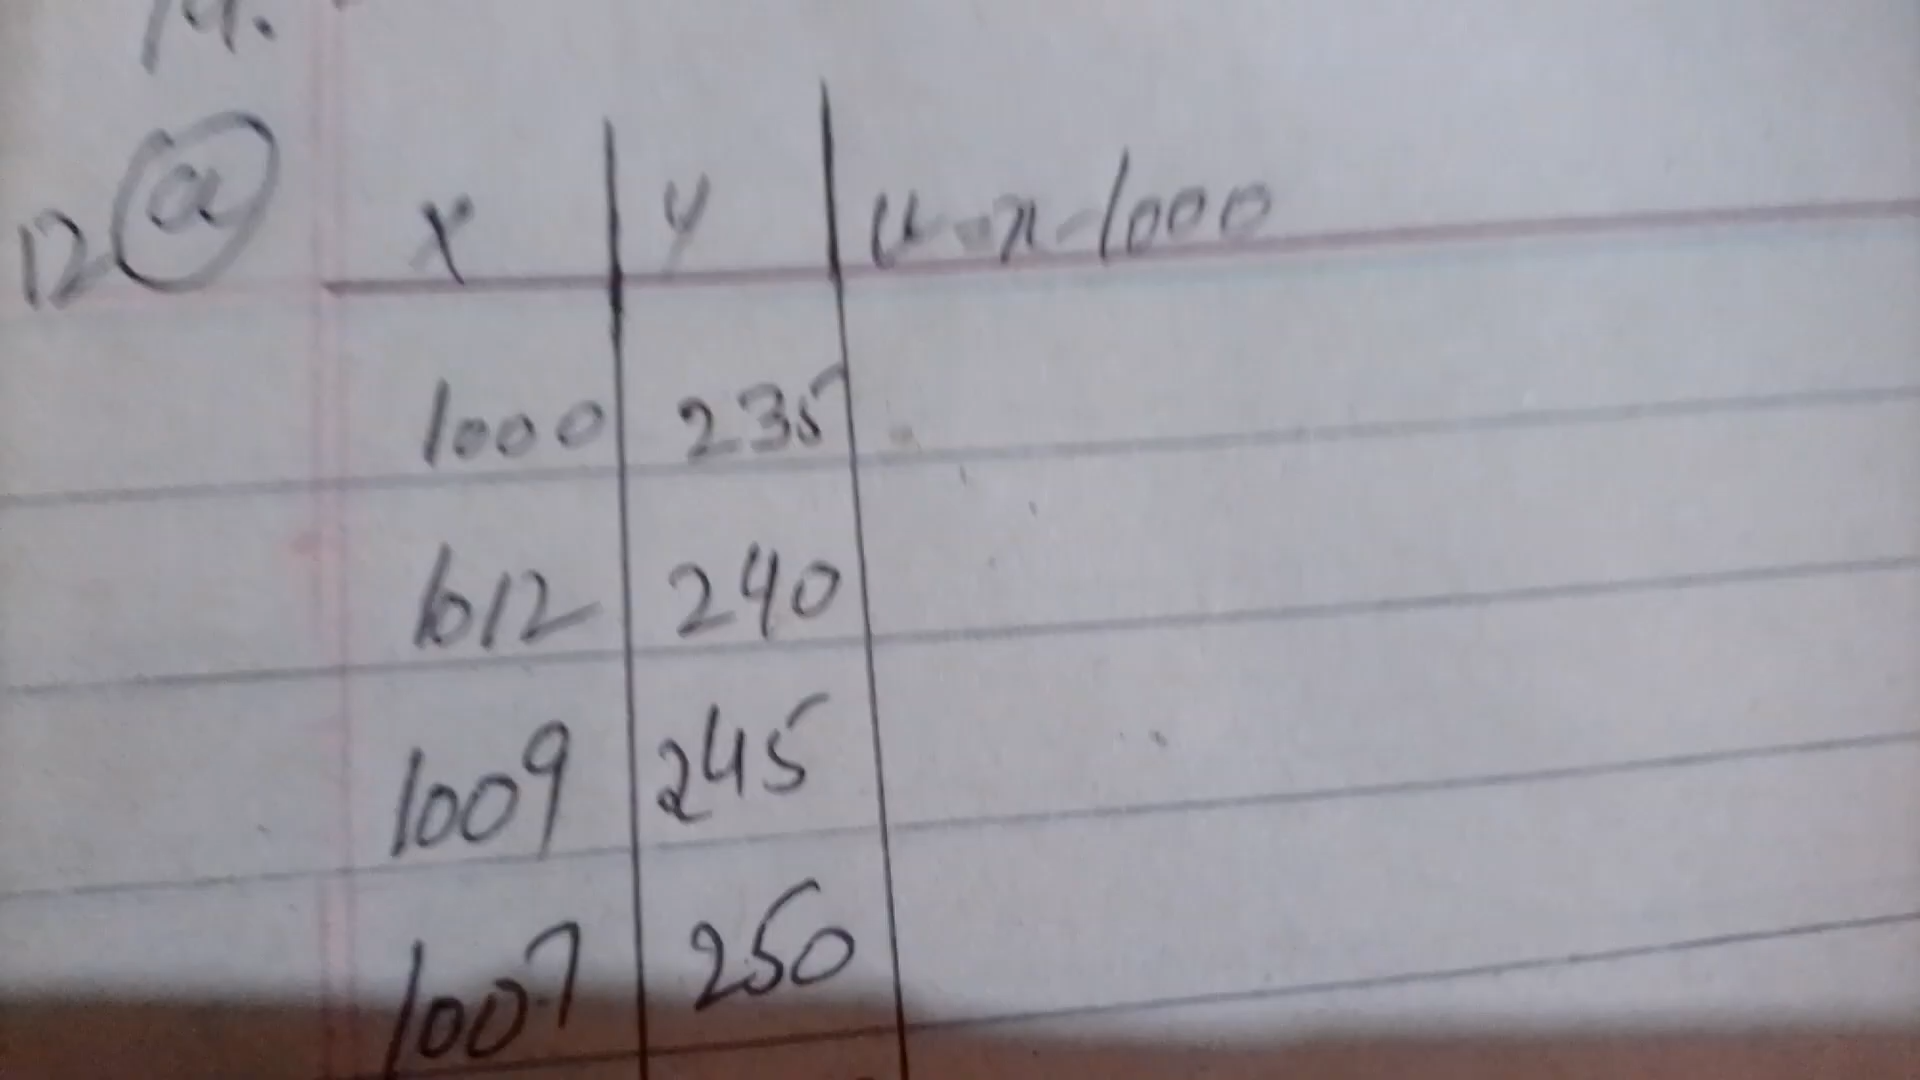 12 (a) x y u = x - 1000
1000 235
1012 240
1009 245
1007 250